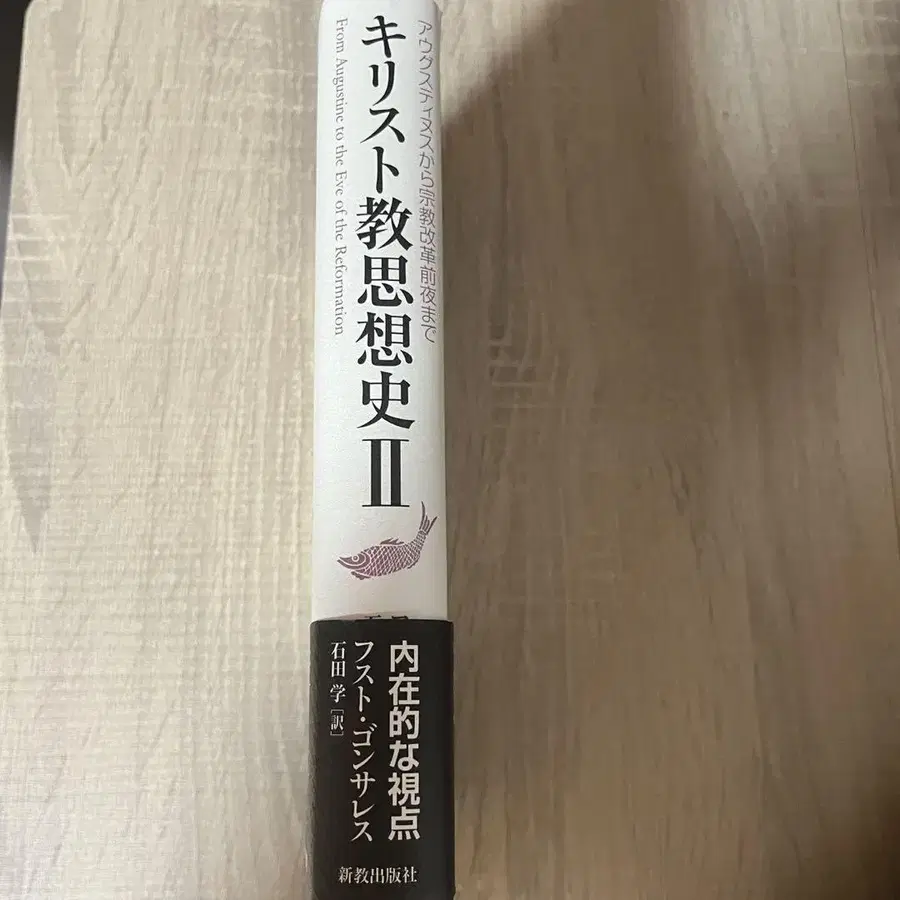 アウグスティヌスから宗教改革前夜まで
キリスト教思想史II
From Augustine to the Eve of the Reformation
内在的な視点
フスト・ゴンサレス
石田 学［訳］
新教出版社